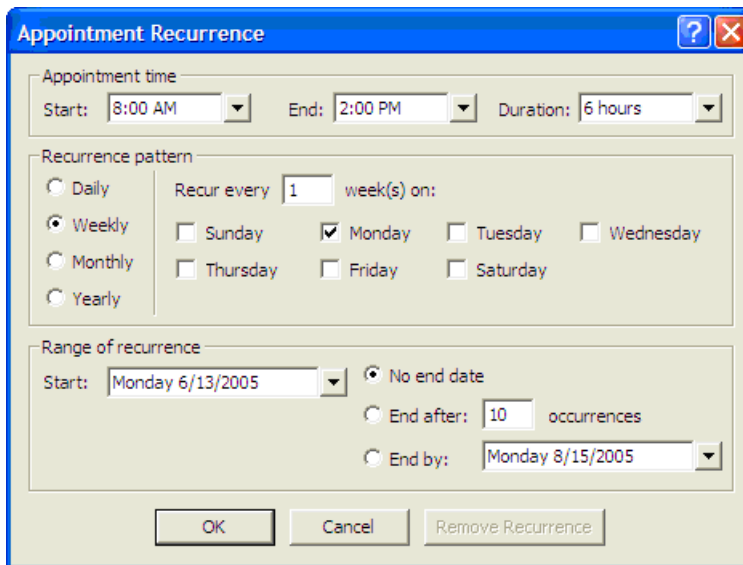 Appointment Recurrence
Appointment time
Start: 8:00 AM End: 2:00 PM Duration: 6 hours
Recurrence pattern
Daily Recur every 1 week(s) on:
Weekly Sunday Monday Tuesday Wednesday
Monthly Thursday Friday Saturday
Yearly
Range of recurrence
Start: Monday 6/13/2005 No end date
End after: 10 occurrences
End by: Monday 8/15/2005
OK Cancel Remove Recurrence